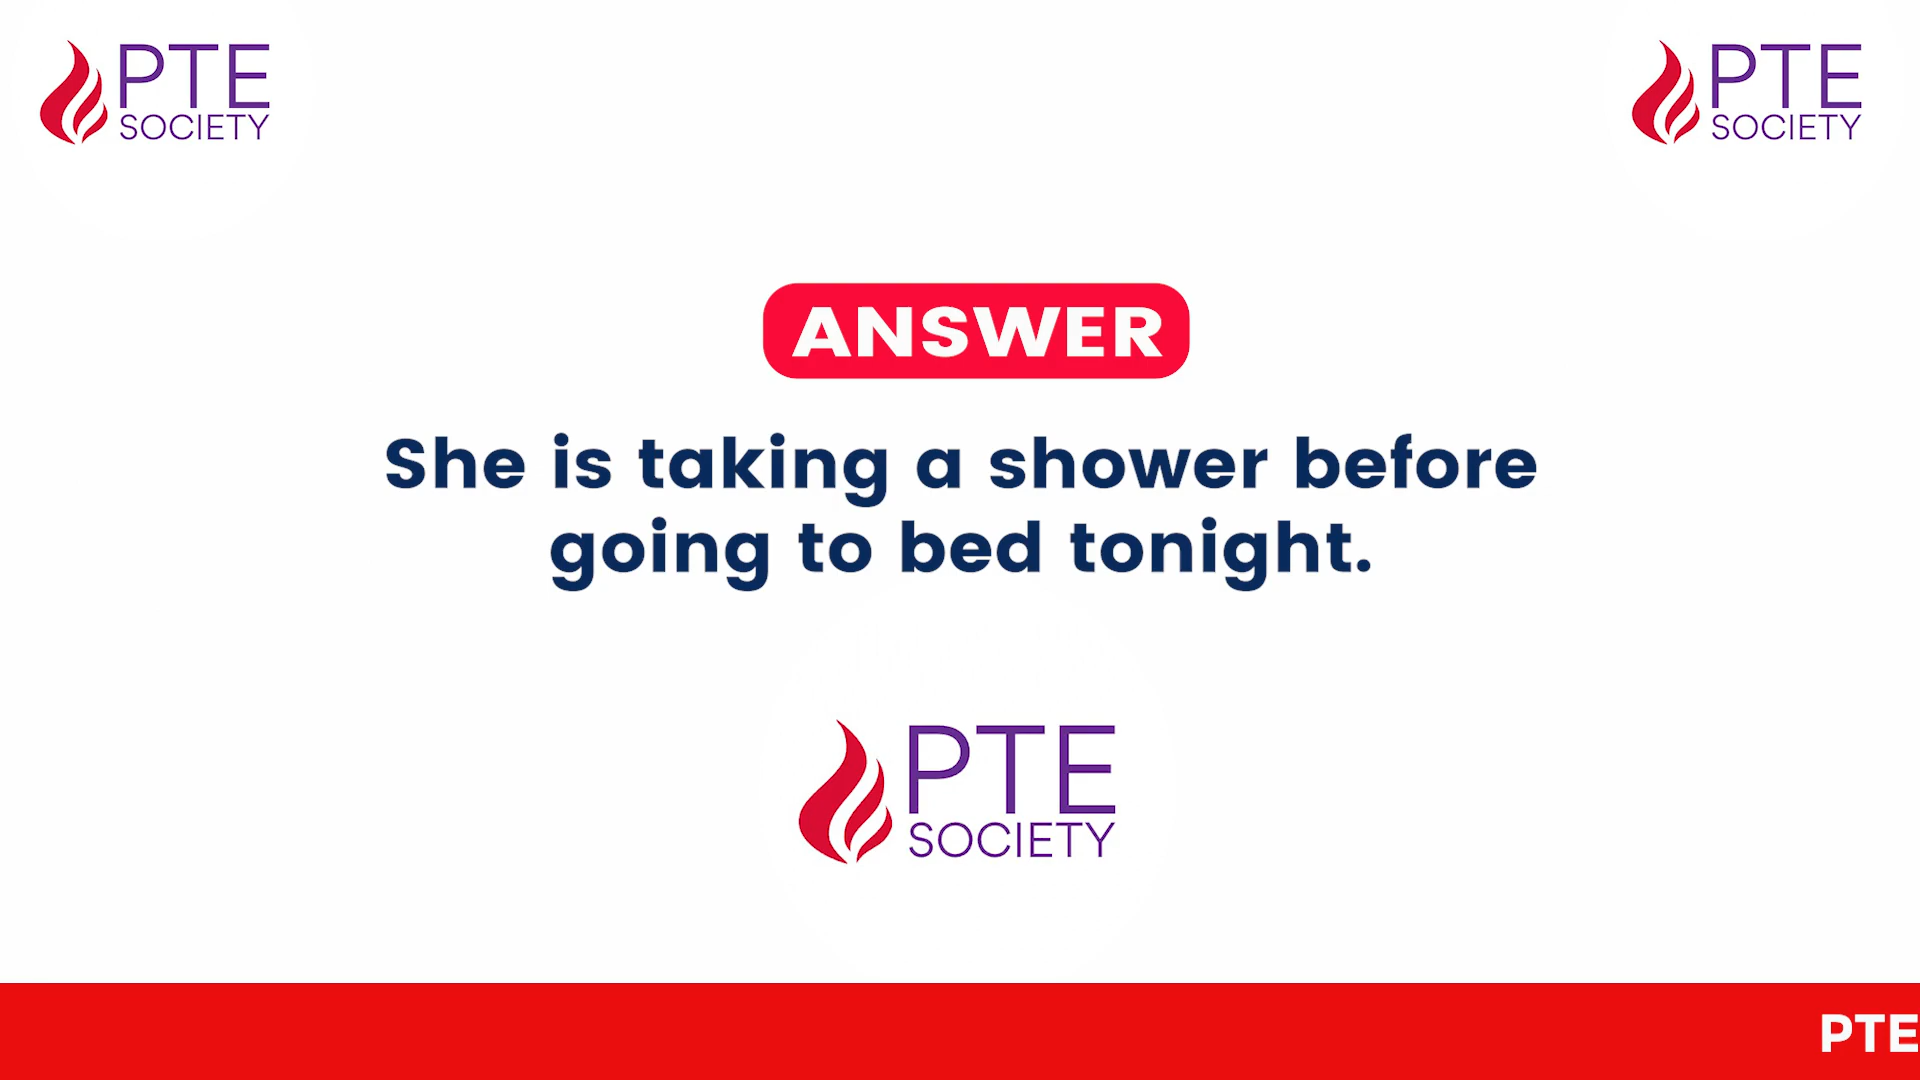 PTE
SOCIETY
PTE
SOCIETY
ANSWER
She is taking a shower before
going to bed tonight.
PTE
SOCIETY
PTE